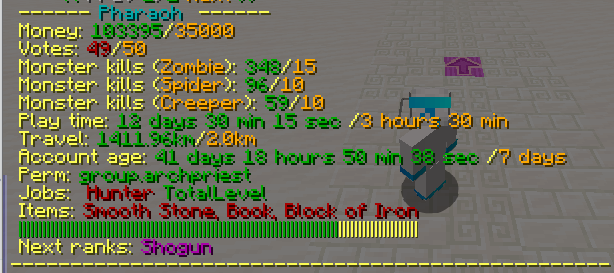 ------ Pharaoh ------
Money: 103395/35000
Votes: 49/50
Monster kills (Zombie): 348/15
Monster kills (Spider): 96/10
Monster kills (Creeper): 59/10
Play time: 12 days 30 min 15 sec /3 hours 30 min
Travel: 1411.96km/2.0km
Account age: 41 days 18 hours 50 min 38 sec /7 days
Perm: group.archpriest
Jobs: Hunter TotalLevel
Items: Smooth Stone, Book, Block of Iron
Next ranks: Shogun